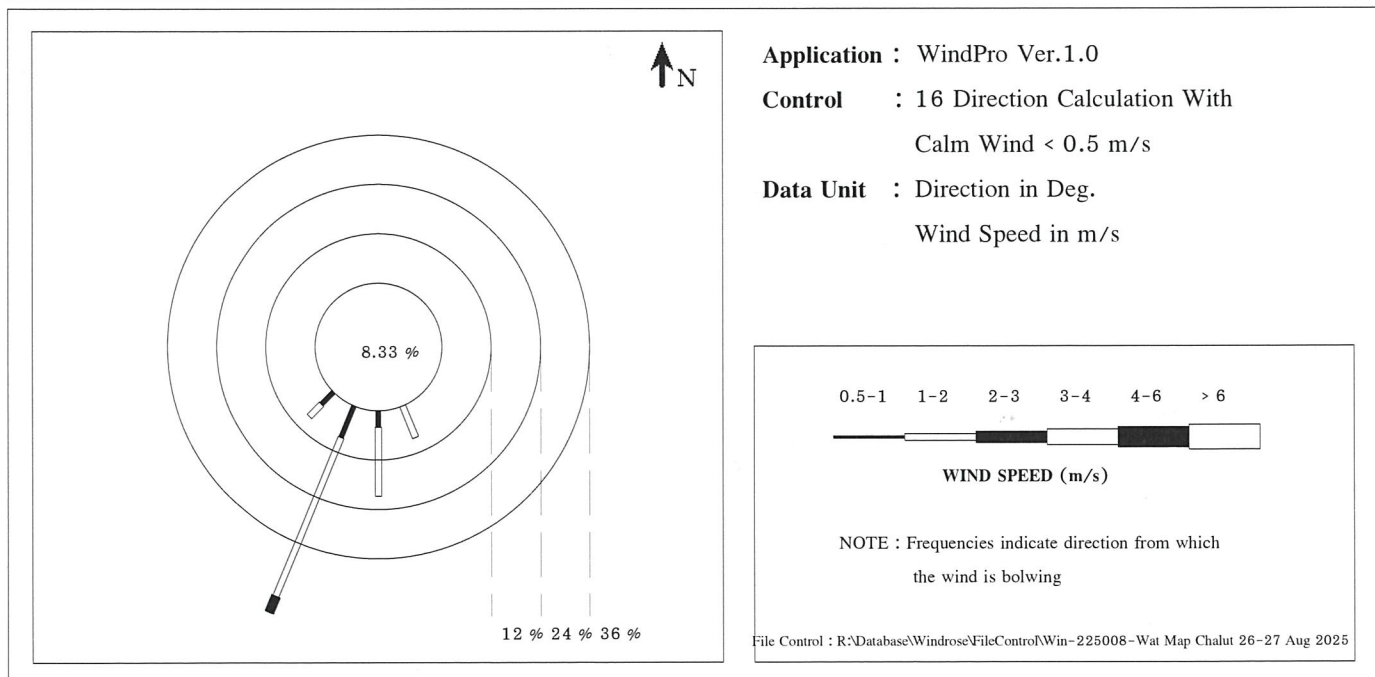 N
8.33 %
12 % 24 % 36 %
Application : WindPro Ver.1.0
Control : 16 Direction Calculation With
Calm Wind < 0.5 m/s
Data Unit : Direction in Deg.
Wind Speed in m/s
0.5-1 1-2 2-3 3-4 4-6 > 6
WIND SPEED (m/s)
NOTE : Frequencies indicate direction from which
the wind is bolwing
File Control : R:\Database\Windrose\FileControl\Win-225008-Wat Map Chalut 26-27 Aug 2025